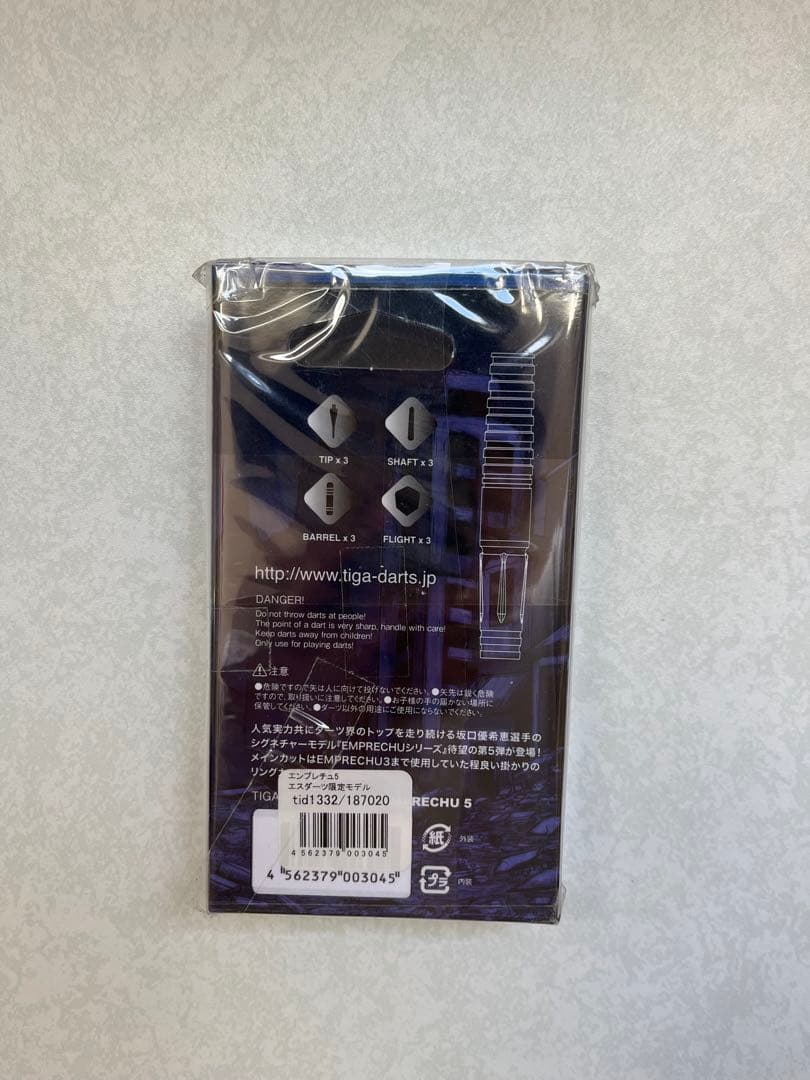 TIP x 3
SHAFT x 3
BARREL x 3
FLIGHT x 3
http://www.tiga-darts.jp
DANGER!
Do not throw darts at people!
The point of a dart is very sharp, handle with care!
Keep darts away from children!
Only use for playing darts!
注意
●危険ですので矢は人に向けて投げないでください。●矢先は鋭く危険
ですので、取り扱いに注意してください。●お子様の手の届かない場所に
保管してください。●ダーツ以外の用途にご使用にならないでください。
人気実力共にダーツ界のトップを走り続ける坂口優希恵選手の
シグネチャーモデル『EMPRECHUシリーズ』待望の第5弾が登場!
メインカットはEMPRECHU3まで使用していた程良い掛かりの
リング
TIGA
PRECHU 5
エンプレチュ5
エスダーツ限定モデル
tid1332/187020
4 562379 003045
4 562379 003045
紙 外装
プラ 内装